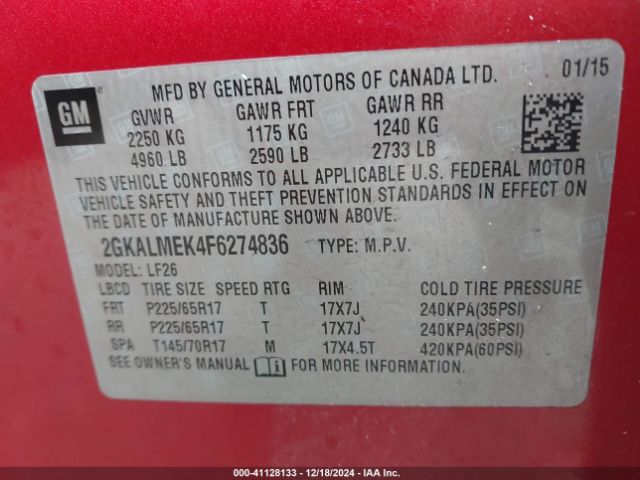 MFD BY GENERAL MOTORS OF CANADA LTD. 01/15
GM
GVWR GAWR FRT GAWR RR
2250 KG 1175 KG 1240 KG
4960 LB 2590 LB 2733 LB
THIS VEHICLE CONFORMS TO ALL APPLICABLE U.S. FEDERAL MOTOR
VEHICLE SAFETY AND THEFT PREVENTION STANDARDS IN EFFECT ON
THE DATE OF MANUFACTURE SHOWN ABOVE.
2GKALMEK4F6274836 TYPE: M.P.V.
MODEL: LF26
LBCD TIRE SIZE SPEED RTG RIM COLD TIRE PRESSURE
FRT P225/65R17 T 17X7J 240KPA(35PSI)
RR P225/65R17 T 17X7J 240KPA(35PSI)
SPA T145/70R17 M 17X4.5T 420KPA(60PSI)
SEE OWNER'S MANUAL FOR MORE INFORMATION.
000-41128133 - 12/18/2024 - IAAI.COM